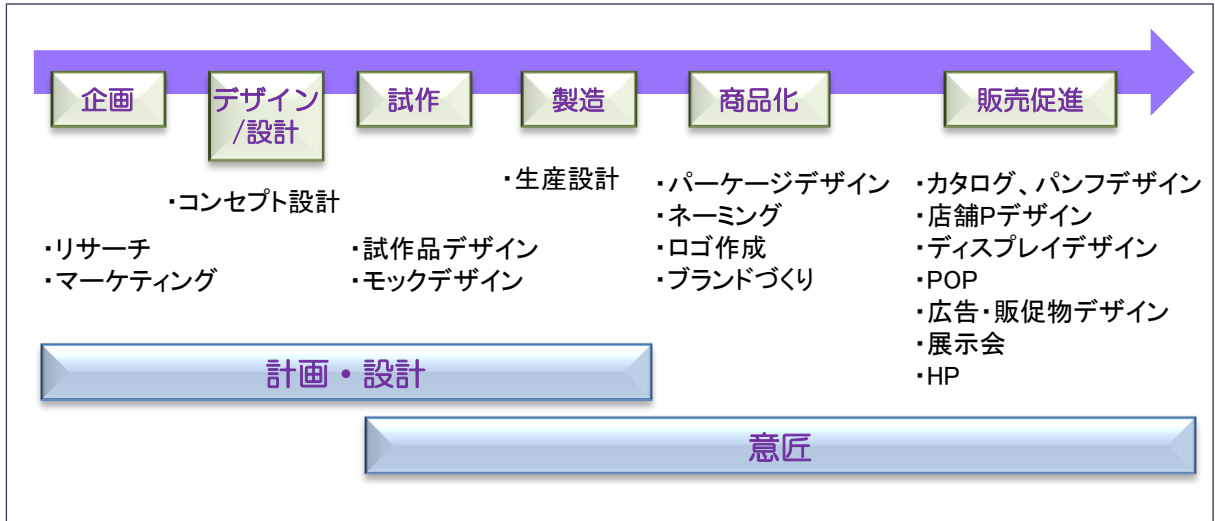 企画
デザイン
/設計
試作
製造
商品化
販売促進
・リサーチ
・マーケティング
・コンセプト設計
・試作品デザイン
・モックデザイン
・生産設計
・パーケージデザイン
・ネーミング
・ロゴ作成
・ブランドづくり
・カタログ、パンフデザイン
・店舗Pデザイン
・ディスプレイデザイン
・POP
・広告・販促物デザイン
・展示会
・HP
計画・設計
意匠